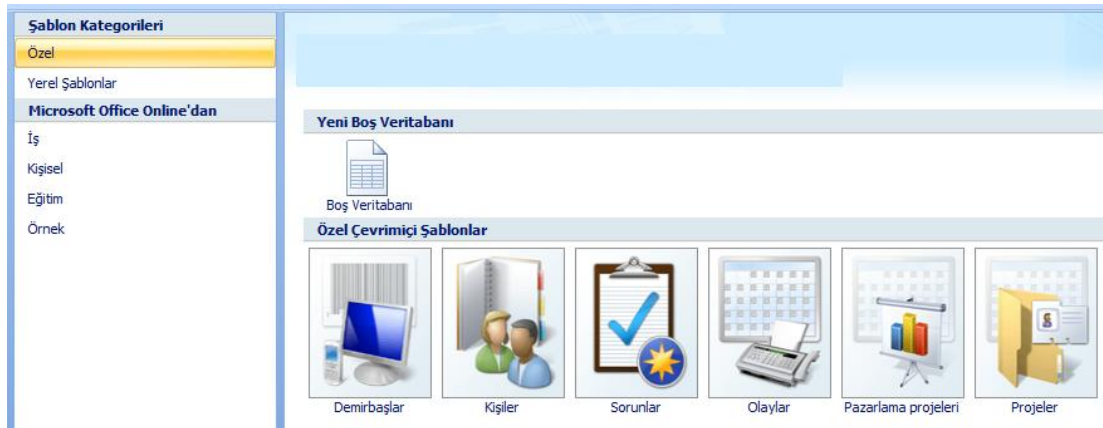 Şablon Kategorileri
Özel
Yerel Şablonlar
Microsoft Office Online'dan
İş
Kişisel
Eğitim
Örnek
Yeni Boş Veritabanı
Boş Veritabanı
Özel Çevrimiçi Şablonlar
Demirbaşlar Kişiler Sorunlar Olaylar Pazarlama projeleri Projeler